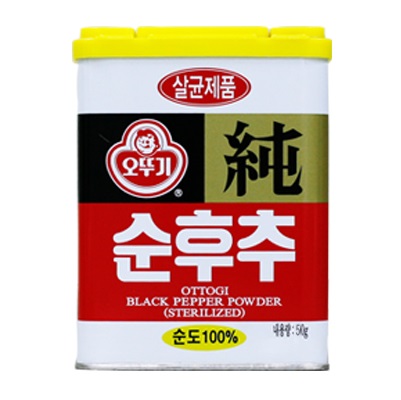 살균제품
오뚜기
®
純
순후추
OTTOGI
BLACK PEPPER POWDER
(STERILIZED)
순도100%
내용량 : 50g